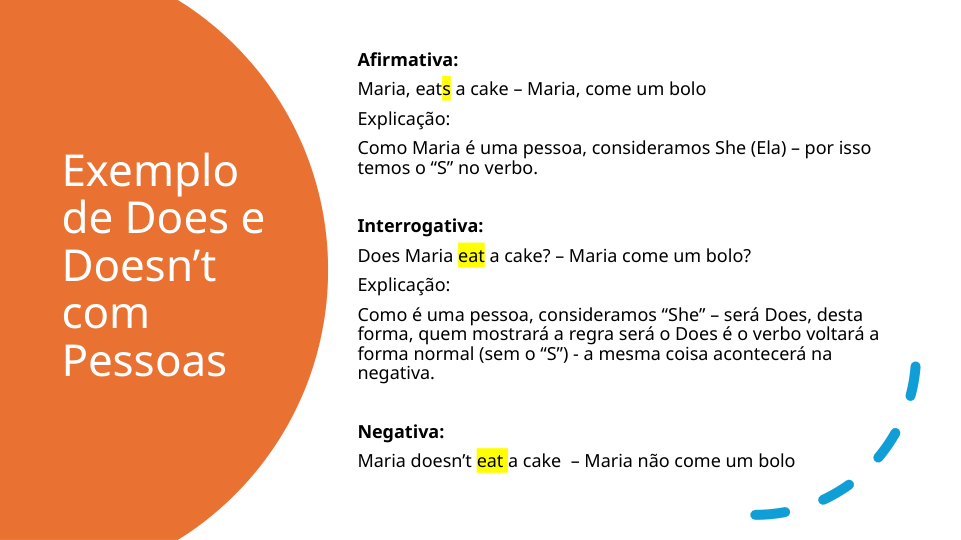 Exemplo
de Does e
Doesn’t
com
Pessoas
Afirmativa:
Maria, eats a cake – Maria, come um bolo
Explicação:
Como Maria é uma pessoa, consideramos She (Ela) – por isso
temos o “S” no verbo.
Interrogativa:
Does Maria eat a cake? – Maria come um bolo?
Explicação:
Como é uma pessoa, consideramos “She” – será Does, desta
forma, quem mostrará a regra será o Does é o verbo voltará a
forma normal (sem o “S”) - a mesma coisa acontecerá na
negativa.
Negativa:
Maria doesn’t eat a cake  – Maria não come um bolo